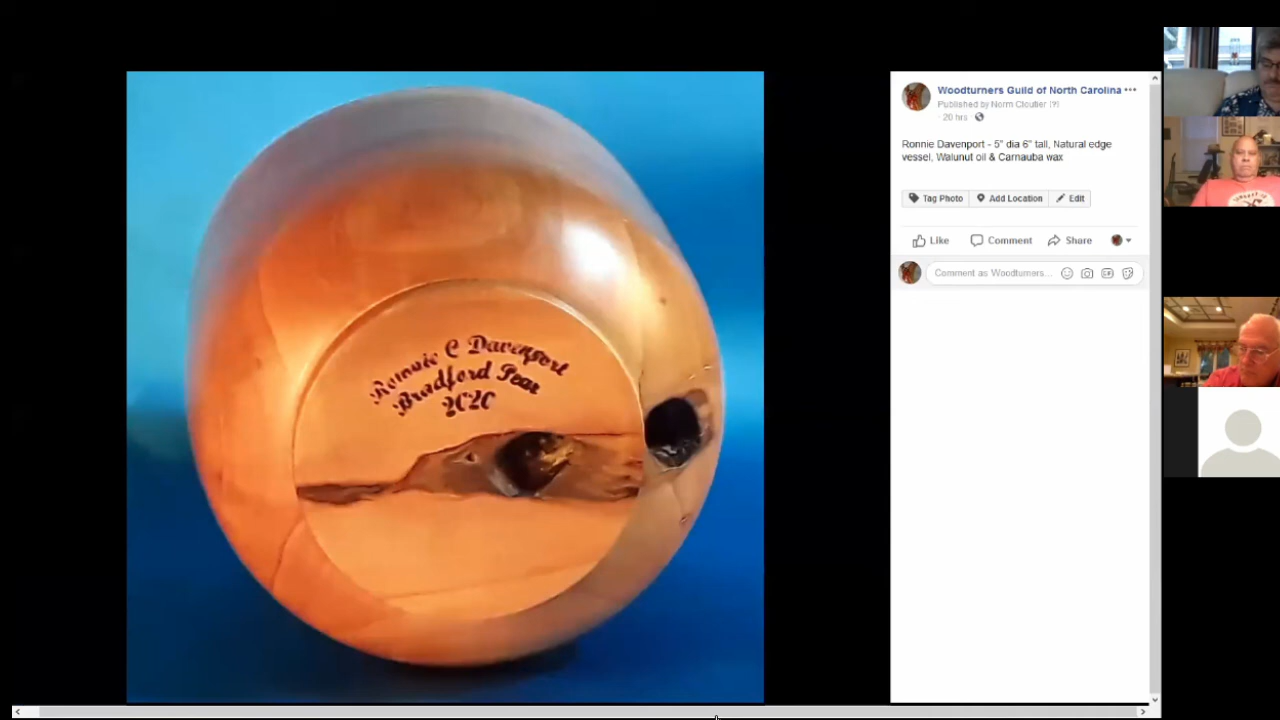 Ronnie C Davenport
Bradford Pear
2020
Woodturners Guild of North Carolina
Published by Norm Cloutier [?]
· 20 hrs ·
Ronnie Davenport - 5" dia 6" tall, Natural edge
vessel, Walunut oil & Carnauba wax
Tag Photo Add Location Edit
Like Comment Share
Comment as Woodturners...